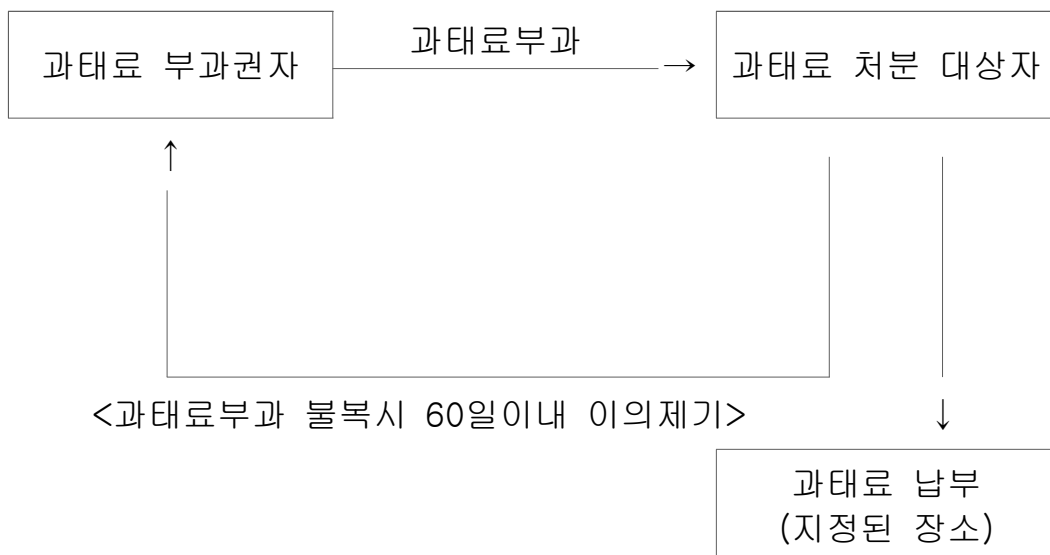 과태료 부과권자
과태료부과
→
과태료 처분 대상자
↑
<과태료부과 불복시 60일이내 이의제기>
↓
과태료 납부
(지정된 장소)